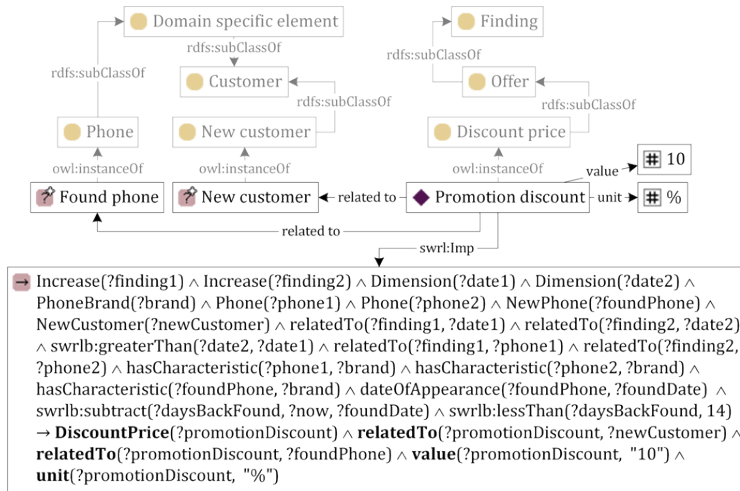 Domain specific element
Finding
rdfs:subClassOf
rdfs:subClassOf
rdfs:subClassOf
Customer
Offer
rdfs:subClassOf
rdfs:subClassOf
Phone
New customer
Discount price
owl:instanceOf
owl:instanceOf
owl:instanceOf
value
# 10
? Found phone
? New customer
related to
Promotion discount
unit
# %
related to
swrl:Imp
→ Increase(?finding1) ∧ Increase(?finding2) ∧ Dimension(?date1) ∧ Dimension(?date2) ∧
PhoneBrand(?brand) ∧ Phone(?phone1) ∧ Phone(?phone2) ∧ NewPhone(?foundPhone) ∧
NewCustomer(?newCustomer) ∧ relatedTo(?finding1, ?date1) ∧ relatedTo(?finding2, ?date2)
∧ swrlb:greaterThan(?date2, ?date1) ∧ relatedTo(?finding1, ?phone1) ∧ relatedTo(?finding2,
?phone2) ∧ hasCharacteristic(?phone1, ?brand) ∧ hasCharacteristic(?phone2, ?brand) ∧
hasCharacteristic(?foundPhone, ?brand) ∧ dateOfAppearance(?foundPhone, ?foundDate) ∧
swrlb:subtract(?daysBackFound, ?now, ?foundDate) ∧ swrlb:lessThan(?daysBackFound, 14)
→ DiscountPrice(?promotionDiscount) ∧ relatedTo(?promotionDiscount, ?newCustomer) ∧
relatedTo(?promotionDiscount, ?foundPhone) ∧ value(?promotionDiscount, "10") ∧
unit(?promotionDiscount, "%")